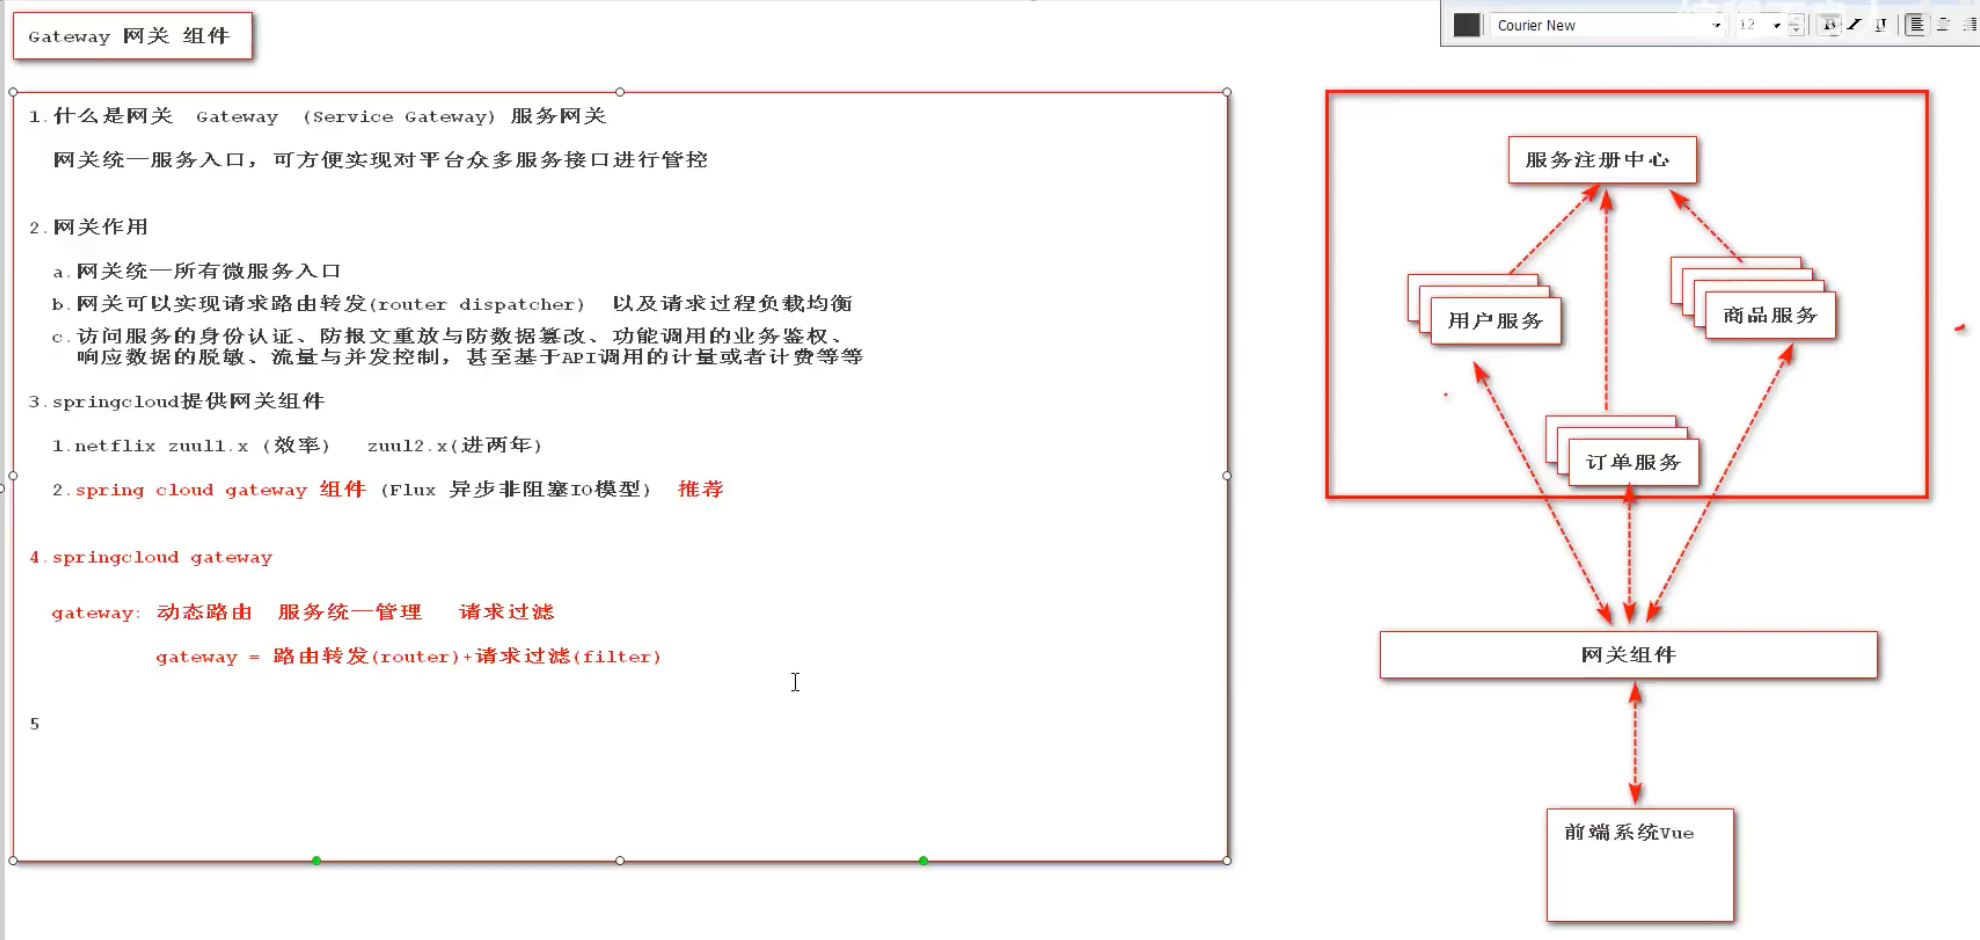 Gateway 网关 组件
Courier New
12
B I U
1.什么是网关 Gateway (Service Gateway) 服务网关
网关统一服务入口，可方便实现对平台众多服务接口进行管控
2.网关作用
a.网关统一所有微服务入口
b.网关可以实现请求路由转发(router dispatcher) 以及请求过程负载均衡
c.访问服务的身份认证、防报文重放与防数据篡改、功能调用的业务鉴权、
响应数据的脱敏、流量与并发控制，甚至基于API调用的计量或者计费等等
3.springcloud提供网关组件
1.netflix zuul1.x (效率) zuul2.x(进两年)
2.spring cloud gateway 组件 (Flux 异步非阻塞IO模型) 推荐
4.springcloud gateway
gateway: 动态路由 服务统一管理 请求过滤
gateway = 路由转发(router)+请求过滤(filter)
5
服务注册中心
用户服务
商品服务
订单服务
网关组件
前端系统Vue